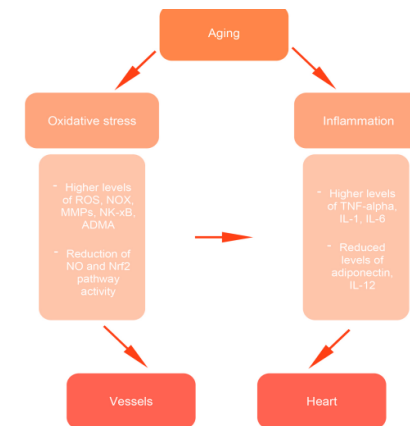 Aging
Oxidative stress
Inflammation
- Higher levels
of ROS, NOX,
MMPs, NK-xB,
ADMA
- Reduction of
NO and Nrf2
pathway
activity
- Higher levels
of TNF-alpha,
IL-1, IL-6
- Reduced
levels of
adiponectin,
IL-12
Vessels
Heart